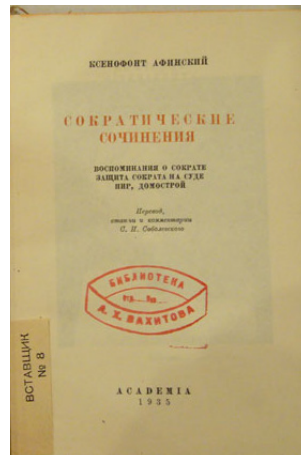 КСЕНОФОНТ АФИНСКИЙ
СОКРАТИЧЕСКИЕ
СОЧИНЕНИЯ
ВОСПОМИНАНИЯ О СОКРАТЕ
ЗАЩИТА СОКРАТА НА СУДЕ
ПИР, ДОМОСТРОЙ
Перевод,
статьи и комментарии
С. И. Соболевского
БИБЛИОТЕКА
А. Х. ВАХИТОВА
ВСТАВЩИК
№ 8
ACADEMIA
1935